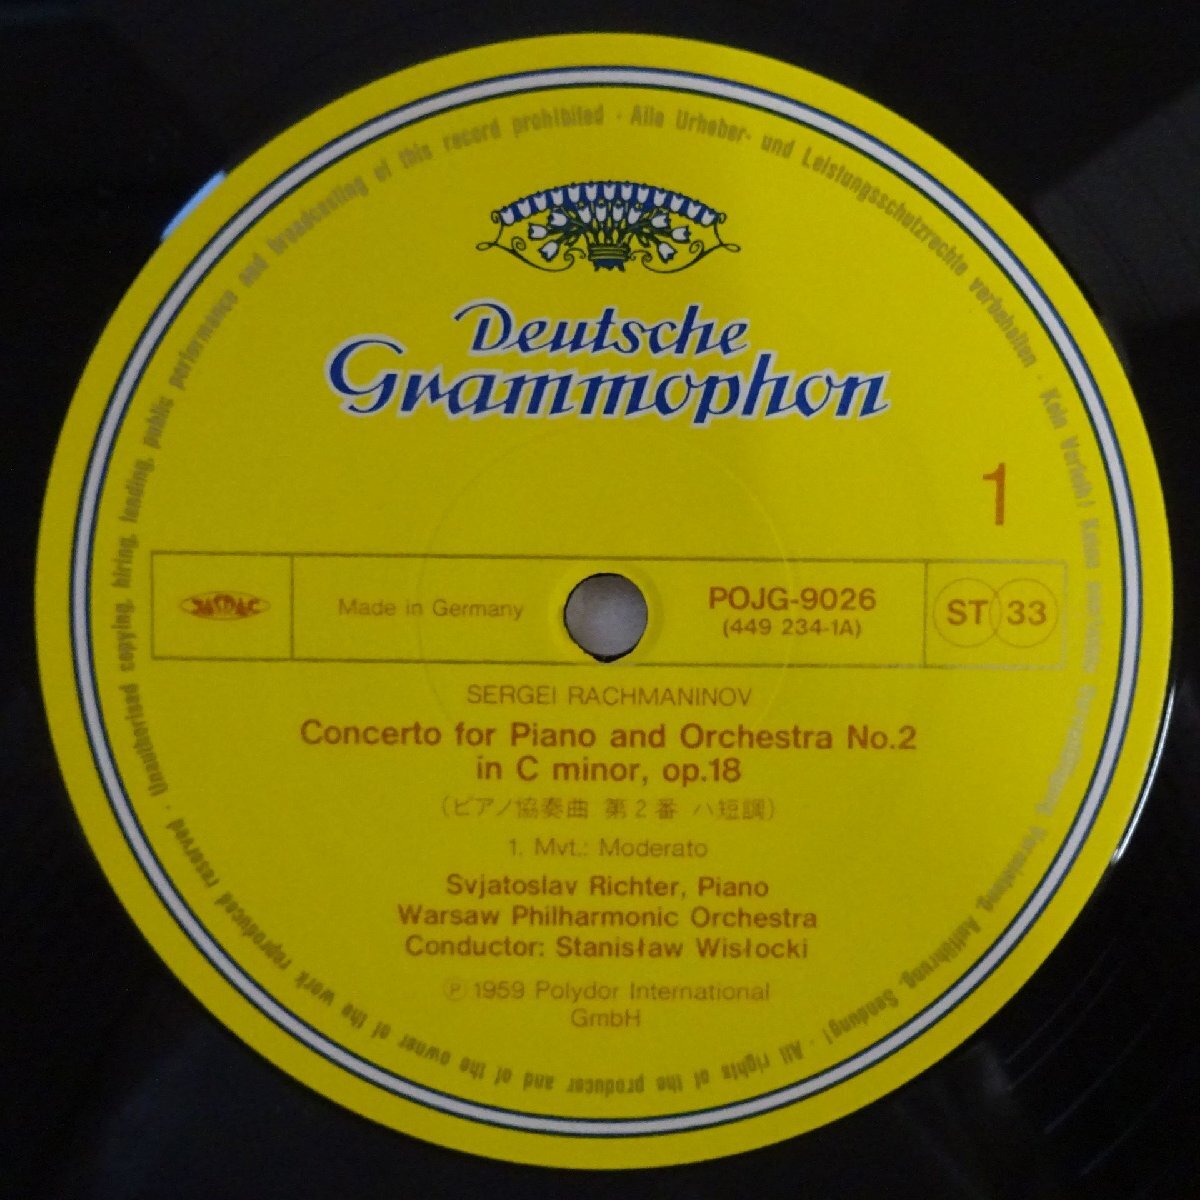 Deutsche
Grammophon
1
JASRAC
Made in Germany
POJG-9026
(449 234-1A)
ST 33
SERGEI RACHMANINOV
Concerto for Piano and Orchestra No.2
in C minor, op.18
(ピアノ協奏曲 第2番 ハ短調)
1. Mvt.: Moderato
Svjatoslav Richter, Piano
Warsaw Philharmonic Orchestra
Conductor: Stanisław Wisłocki
Ⓟ 1959 Polydor International
GmbH
Alle Urheber- und Leistungsschutzrechte vorbehalten · Kein Verleih! Keine Vermietung, Aufführung, Sendung! · All rights of the producer and of the owner of the work reproduced reserved · Unauthorised copying, hiring, lending, public performance and broadcasting of this record prohibited ·